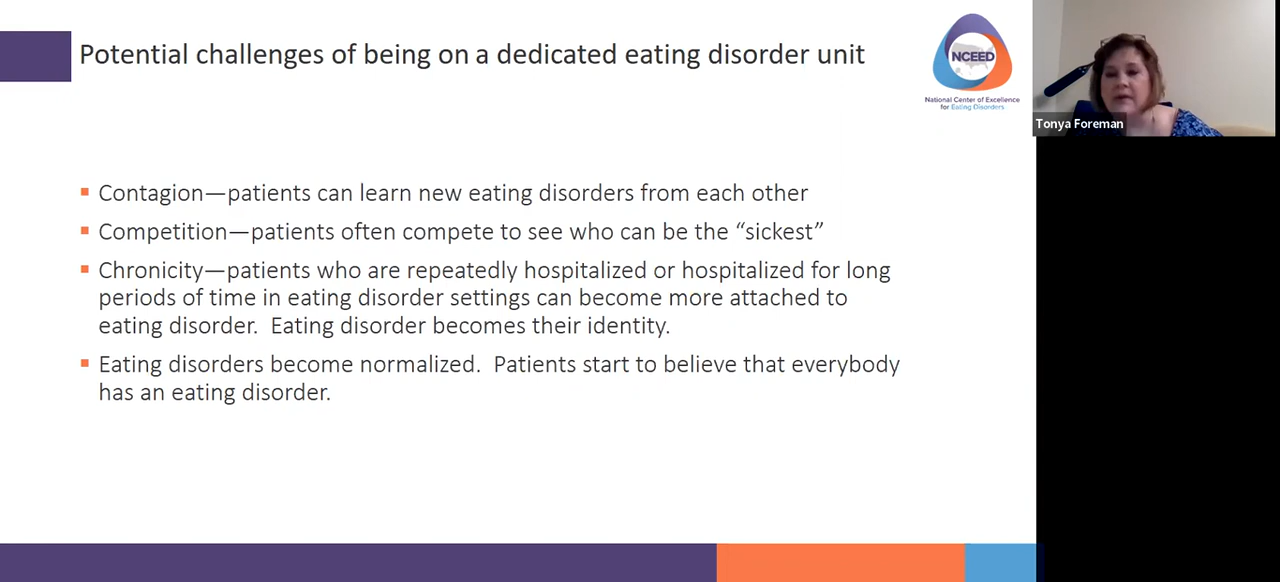 Potential challenges of being on a dedicated eating disorder unit
NCEED
National Center of Excellence
for Eating Disorders
Tonya Foreman
Contagion—patients can learn new eating disorders from each other
Competition—patients often compete to see who can be the “sickest”
Chronicity—patients who are repeatedly hospitalized or hospitalized for long
periods of time in eating disorder settings can become more attached to
eating disorder.  Eating disorder becomes their identity.
Eating disorders become normalized.  Patients start to believe that everybody
has an eating disorder.